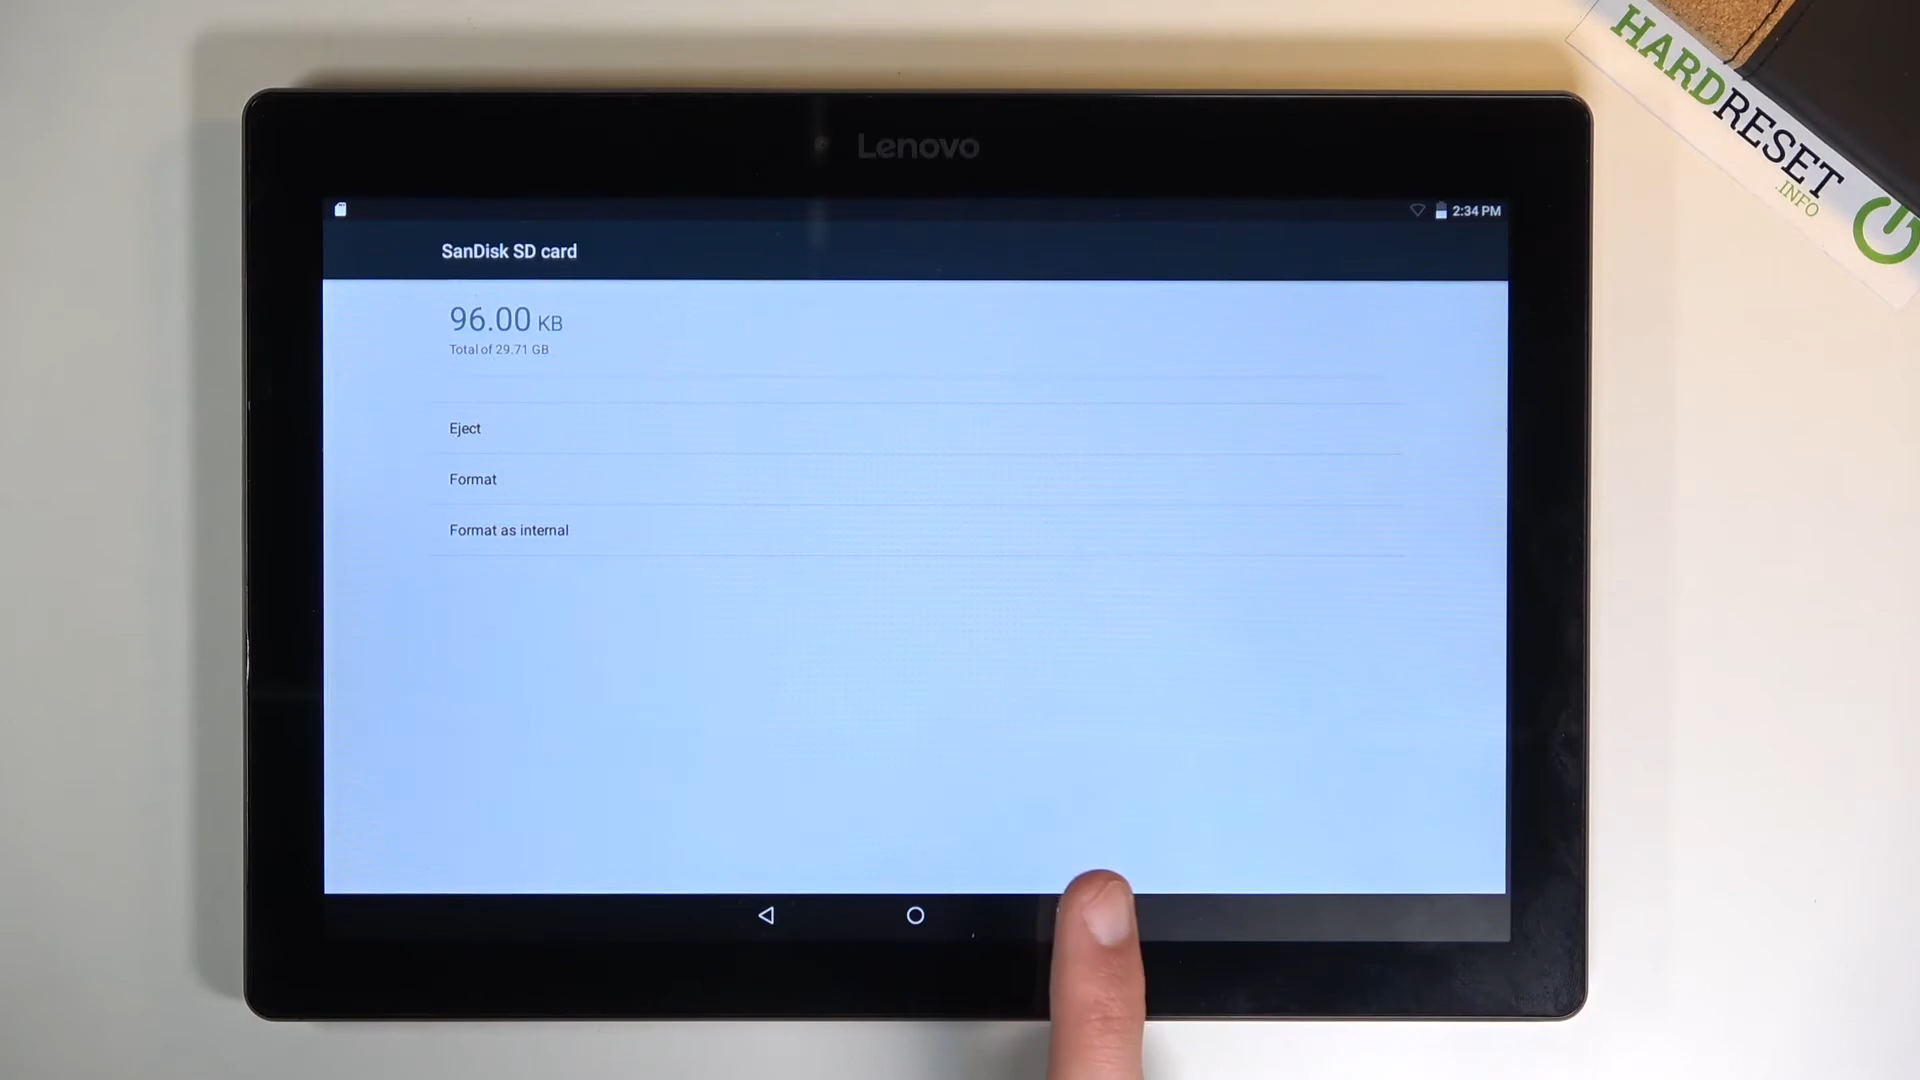 HARDRESET
.INFO
Lenovo
2:34 PM
SanDisk SD card
96.00 KB
Total of 29.71 GB
Eject
Format
Format as internal